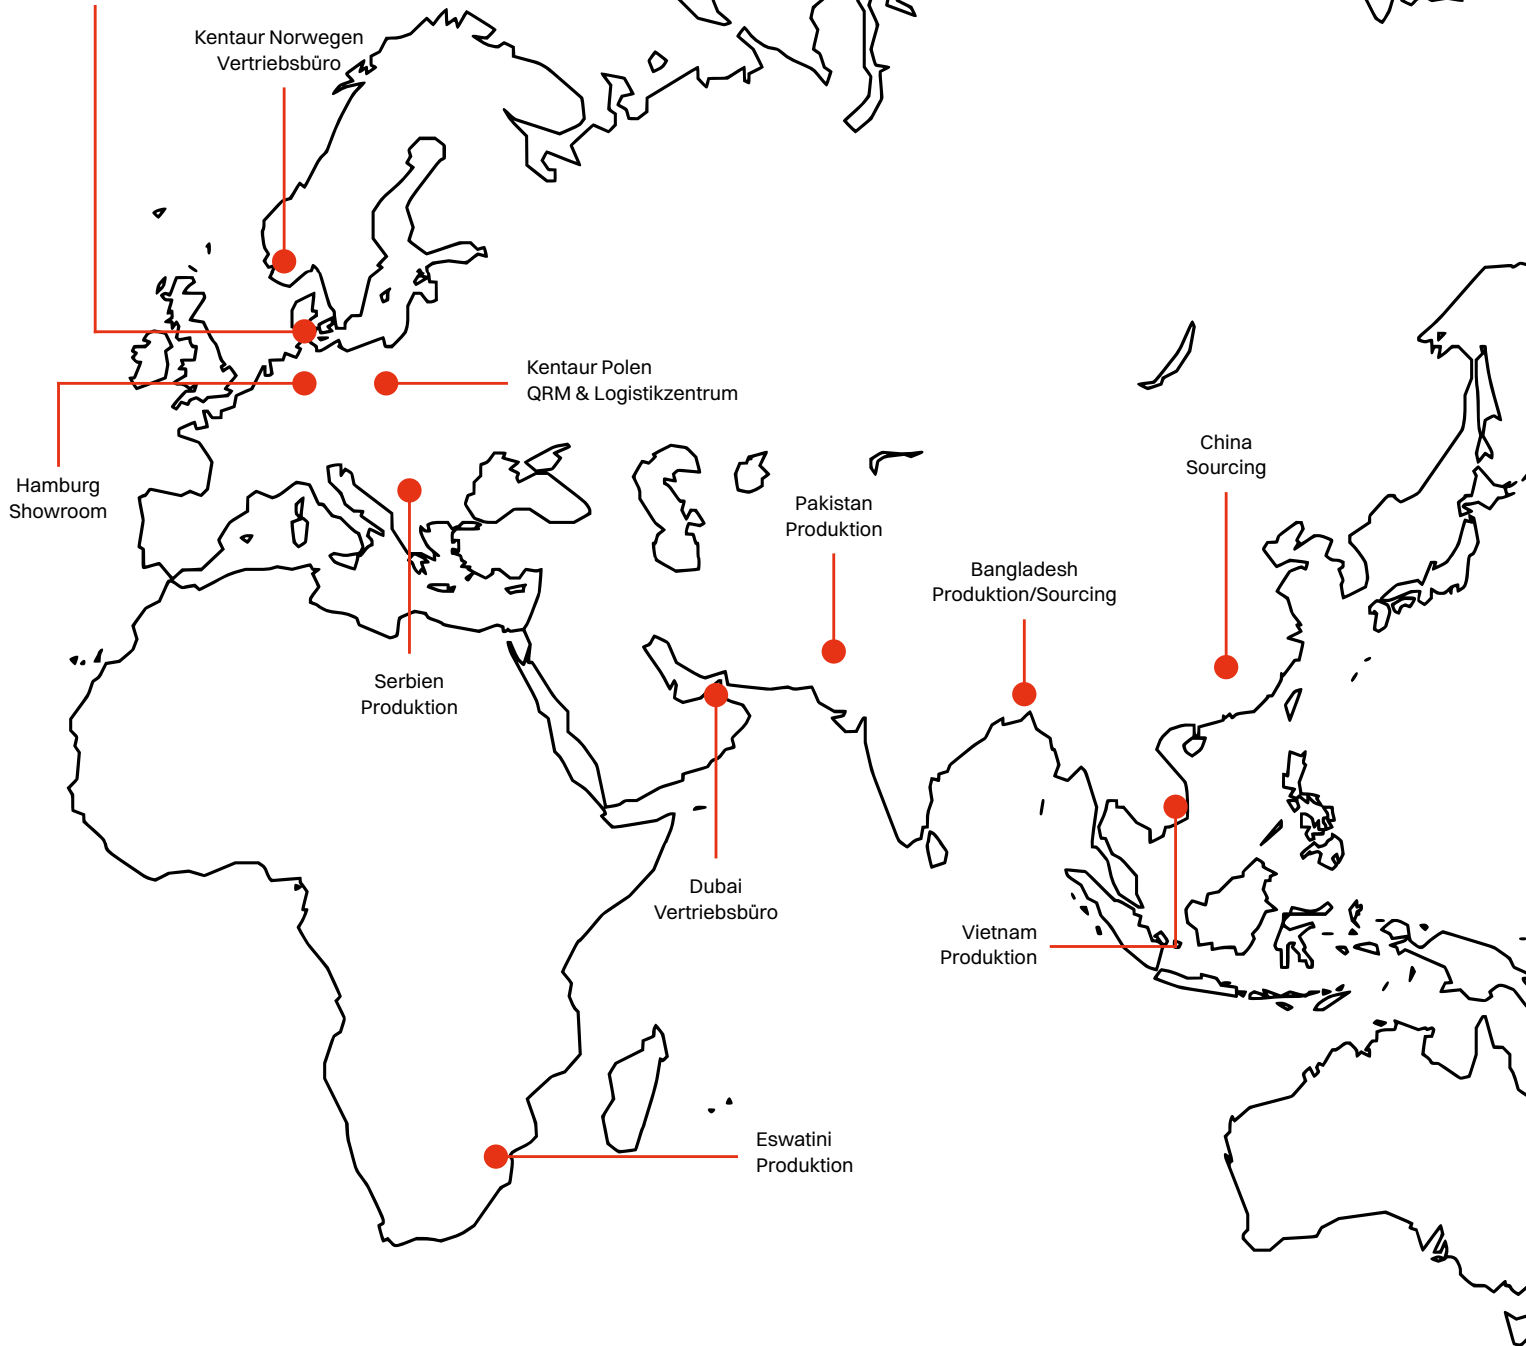 Kentaur Norwegen
Vertriebsbüro
Kentaur Polen
QRM & Logistikzentrum
Hamburg
Showroom
China
Sourcing
Pakistan
Produktion
Bangladesh
Produktion/Sourcing
Serbien
Produktion
Dubai
Vertriebsbüro
Vietnam
Produktion
Eswatini
Produktion